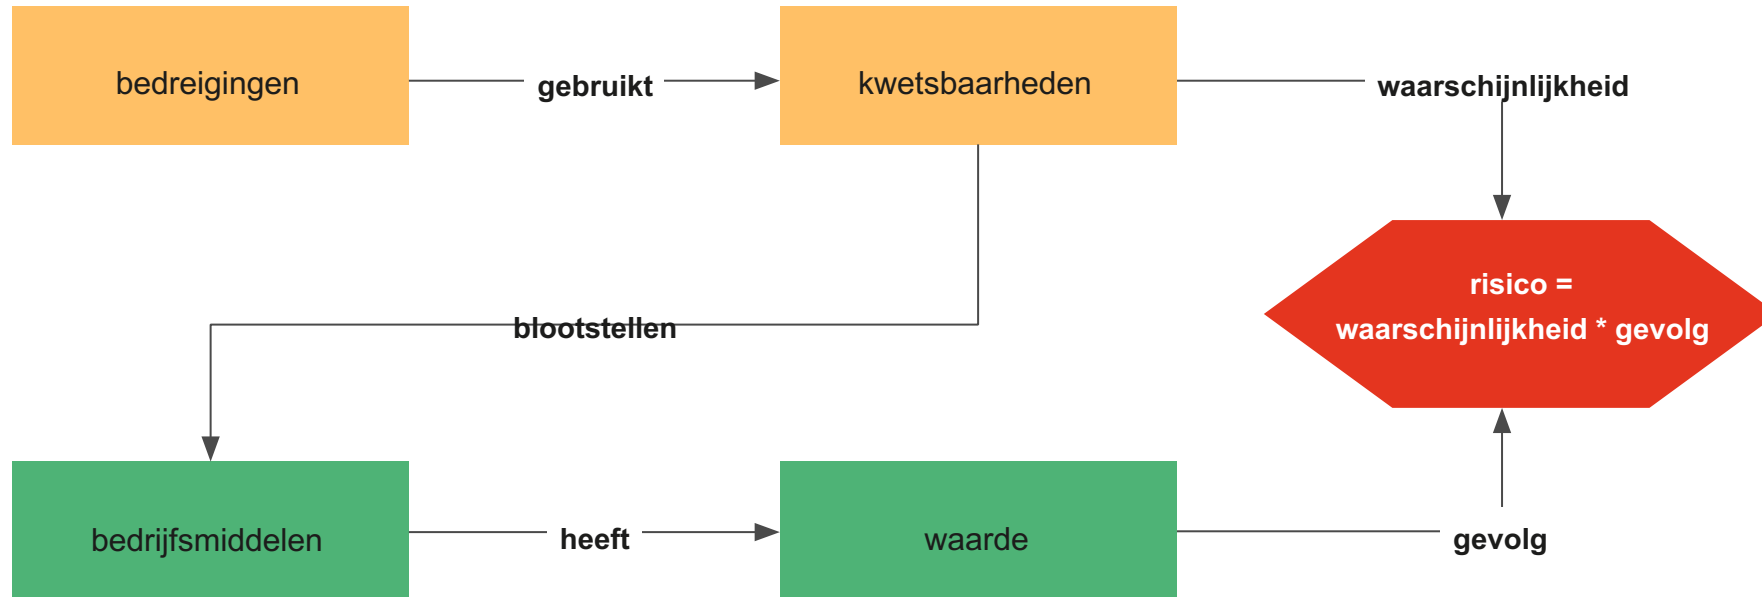 bedreigingen
gebruikt
kwetsbaarheden
waarschijnlijkheid
risico =
waarschijnlijkheid * gevolg
blootstellen
bedrijfsmiddelen
heeft
waarde
gevolg